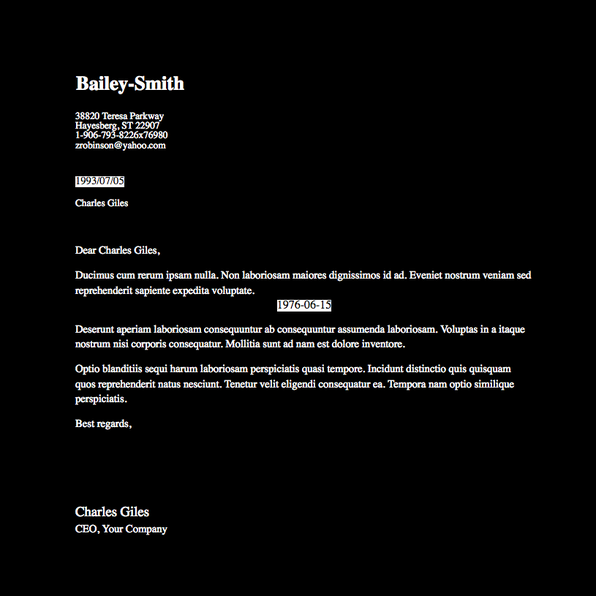 Bailey-Smith
38820 Teresa Parkway
Hayesberg, ST 22907
1-906-793-8226x76980
zrobinson@yahoo.com
1993/07/05
Charles Giles
Dear Charles Giles,
Ducimus cum rerum ipsam nulla. Non laboriosam maiores dignissimos id ad. Eveniet nostrum veniam sed
reprehenderit sapiente expedita voluptate.
1976-06-15
Deserunt aperiam laboriosam consequuntur ab consequuntur assumenda laboriosam. Voluptas in a itaque
nostrum nisi corporis consequatur. Mollitia sunt ad nam est dolore inventore.
Optio blanditiis sequi harum laboriosam perspiciatis quasi tempore. Incidunt distinctio quis quisquam
quos reprehenderit natus nesciunt. Tenetur velit eligendi consequatur ea. Tempora nam optio similique
perspiciatis.
Best regards,
Charles Giles
CEO, Your Company